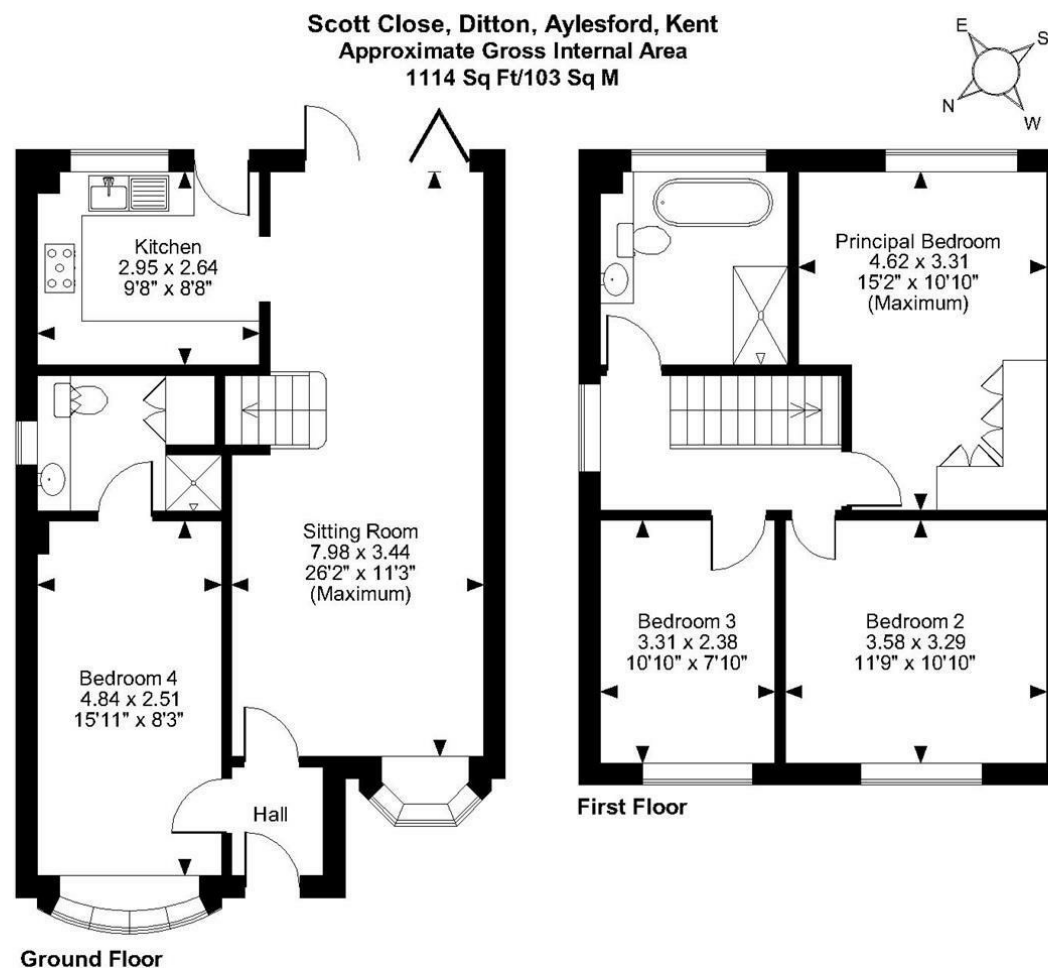 Scott Close, Ditton, Aylesford, Kent
Approximate Gross Internal Area
1114 Sq Ft/103 Sq M
E
S
N
W
Kitchen
2.95 x 2.64
9'8" x 8'8"
Sitting Room
7.98 x 3.44
26'2" x 11'3"
(Maximum)
Bedroom 4
4.84 x 2.51
15'11" x 8'3"
Hall
Ground Floor
Principal Bedroom
4.62 x 3.31
15'2" x 10'10"
(Maximum)
Bedroom 3
3.31 x 2.38
10'10" x 7'10"
Bedroom 2
3.58 x 3.29
11'9" x 10'10"
First Floor